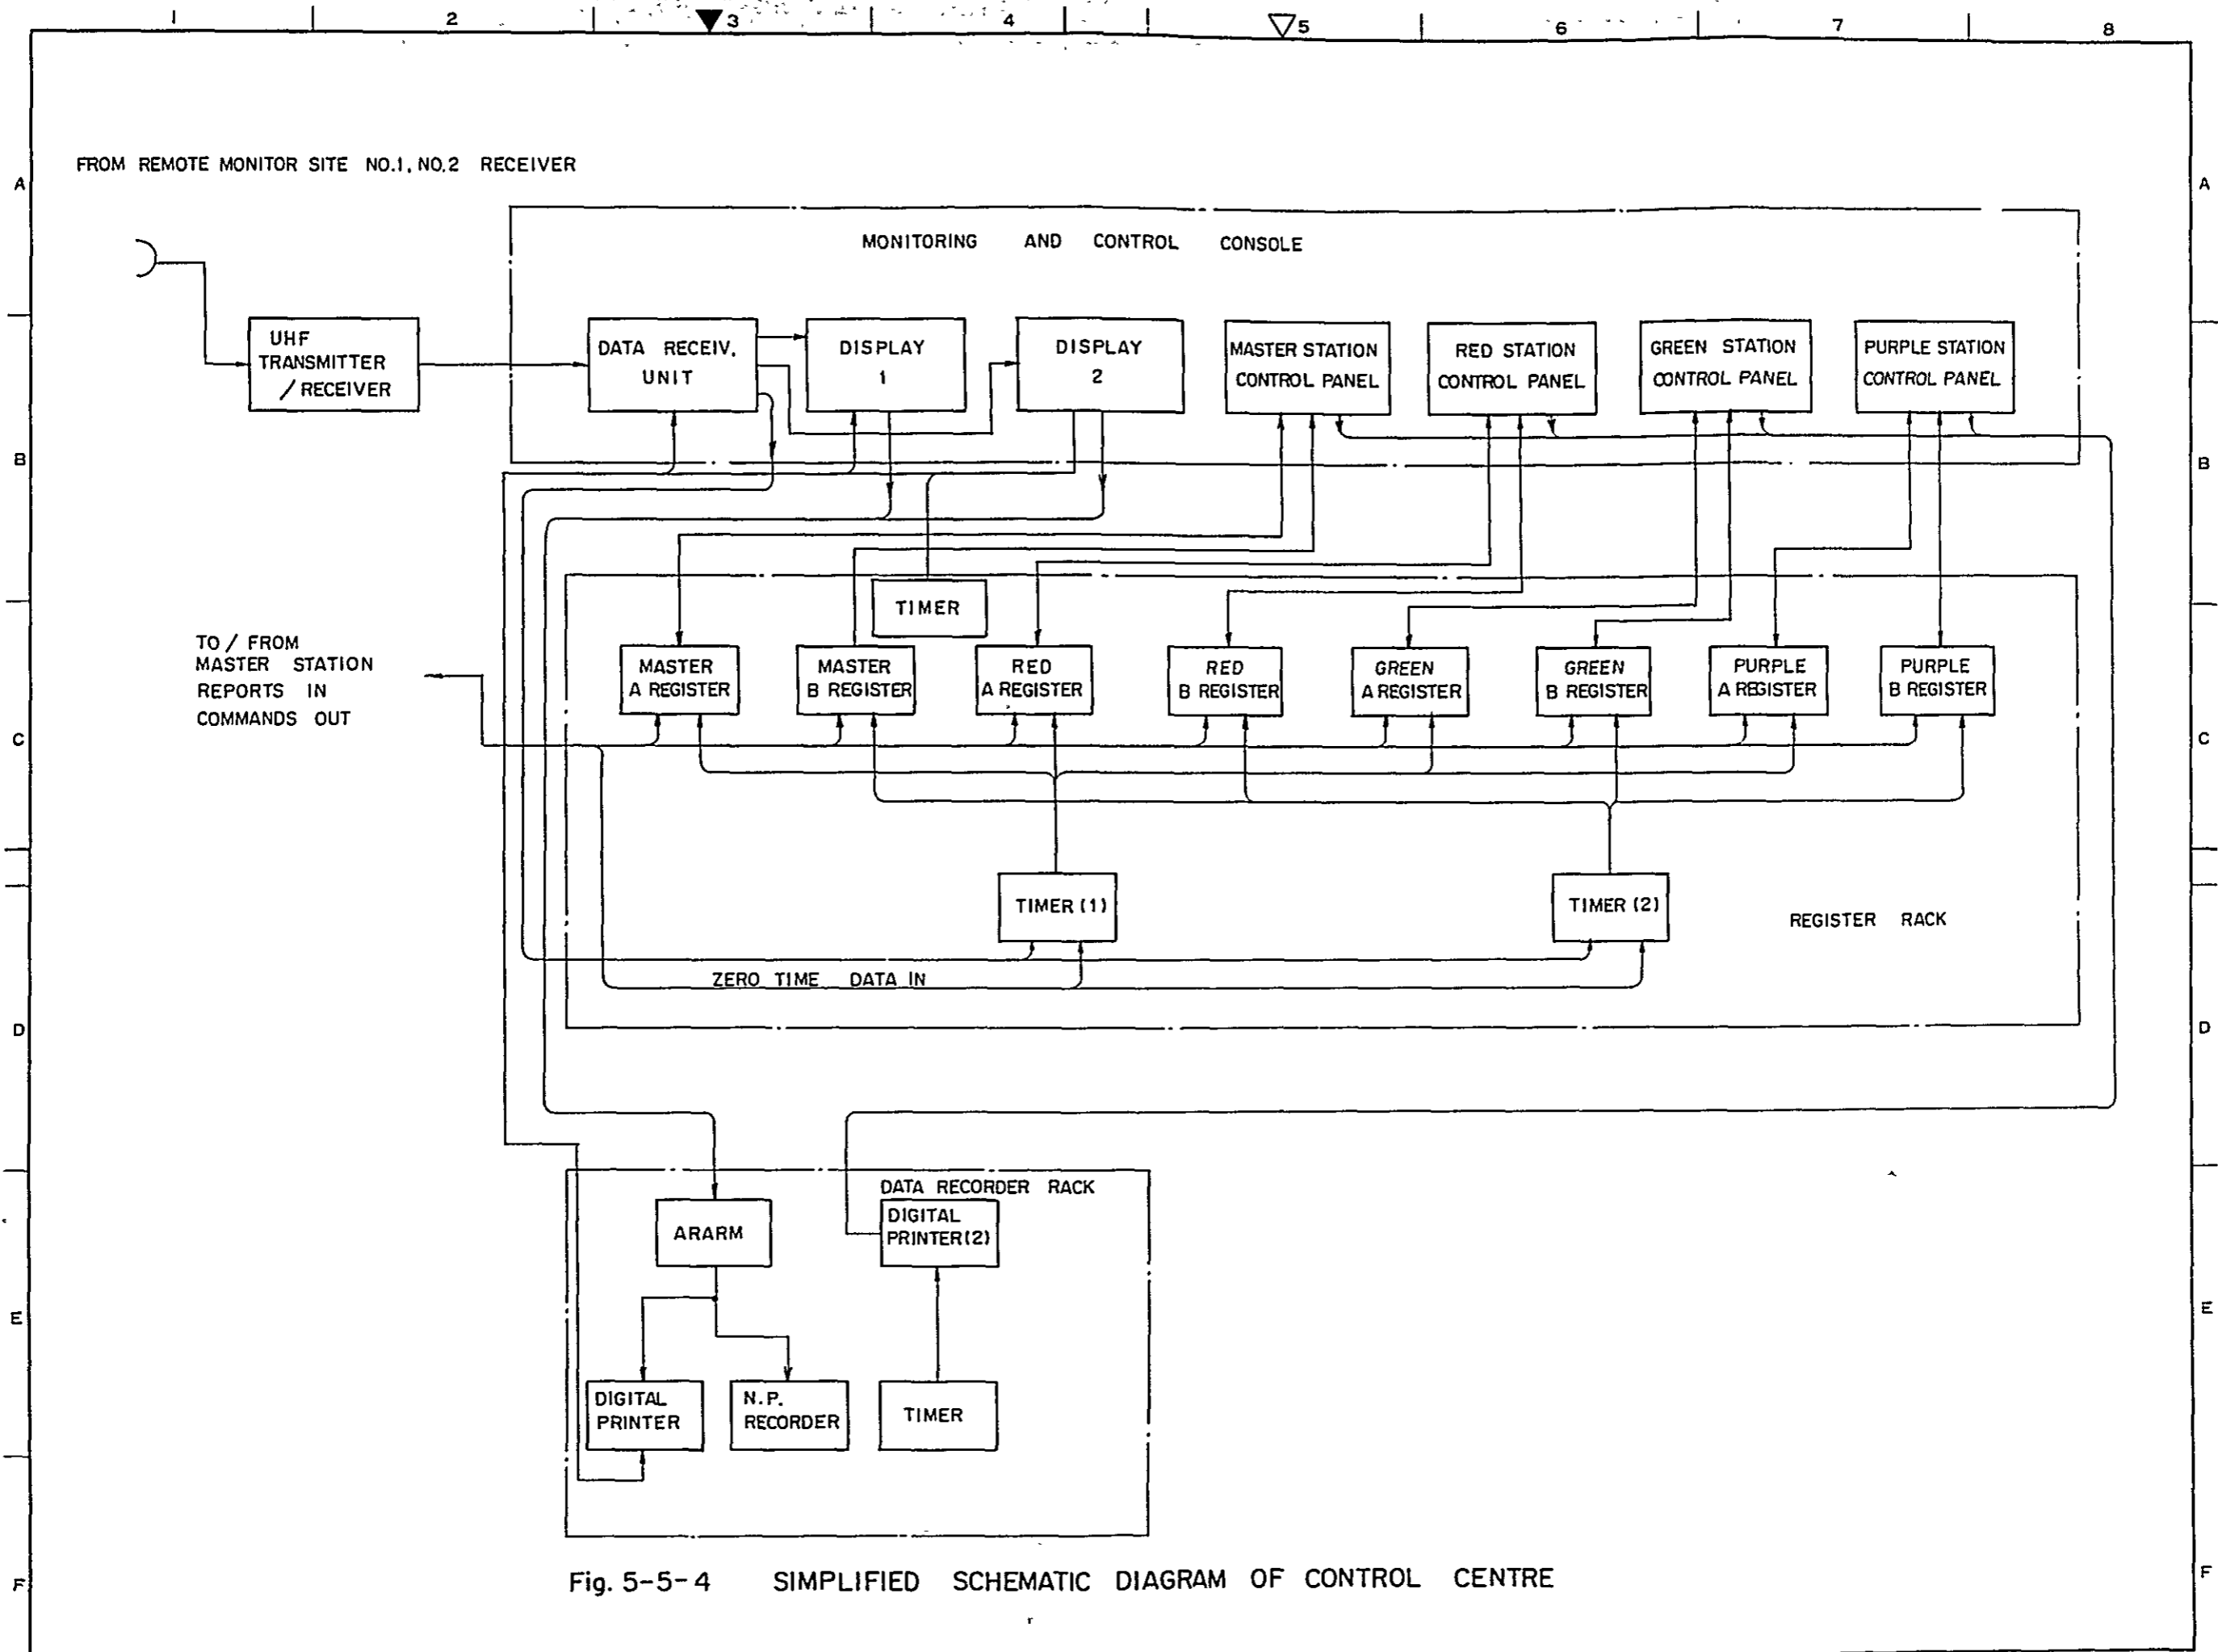 1 2 3 4 5 6 7 8
FROM REMOTE MONITOR SITE NO.1, NO.2 RECEIVER
A A
MONITORING AND CONTROL CONSOLE
UHF
TRANSMITTER
/ RECEIVER
DATA RECEIV.
UNIT
DISPLAY
1
DISPLAY
2
MASTER STATION
CONTROL PANEL
RED STATION
CONTROL PANEL
GREEN STATION
CONTROL PANEL
PURPLE STATION
CONTROL PANEL
B B
TIMER
TO / FROM
MASTER STATION
REPORTS IN
COMMANDS OUT
MASTER
A REGISTER
MASTER
B REGISTER
RED
A REGISTER
RED
B REGISTER
GREEN
A REGISTER
GREEN
B REGISTER
PURPLE
A REGISTER
PURPLE
B REGISTER
C C
TIMER (1)
TIMER (2)
REGISTER RACK
ZERO TIME DATA IN
D D
DATA RECORDER RACK
ARARM
DIGITAL
PRINTER(2)
E E
DIGITAL
PRINTER
N.P.
RECORDER
TIMER
Fig. 5-5-4 SIMPLIFIED SCHEMATIC DIAGRAM OF CONTROL CENTRE
F F